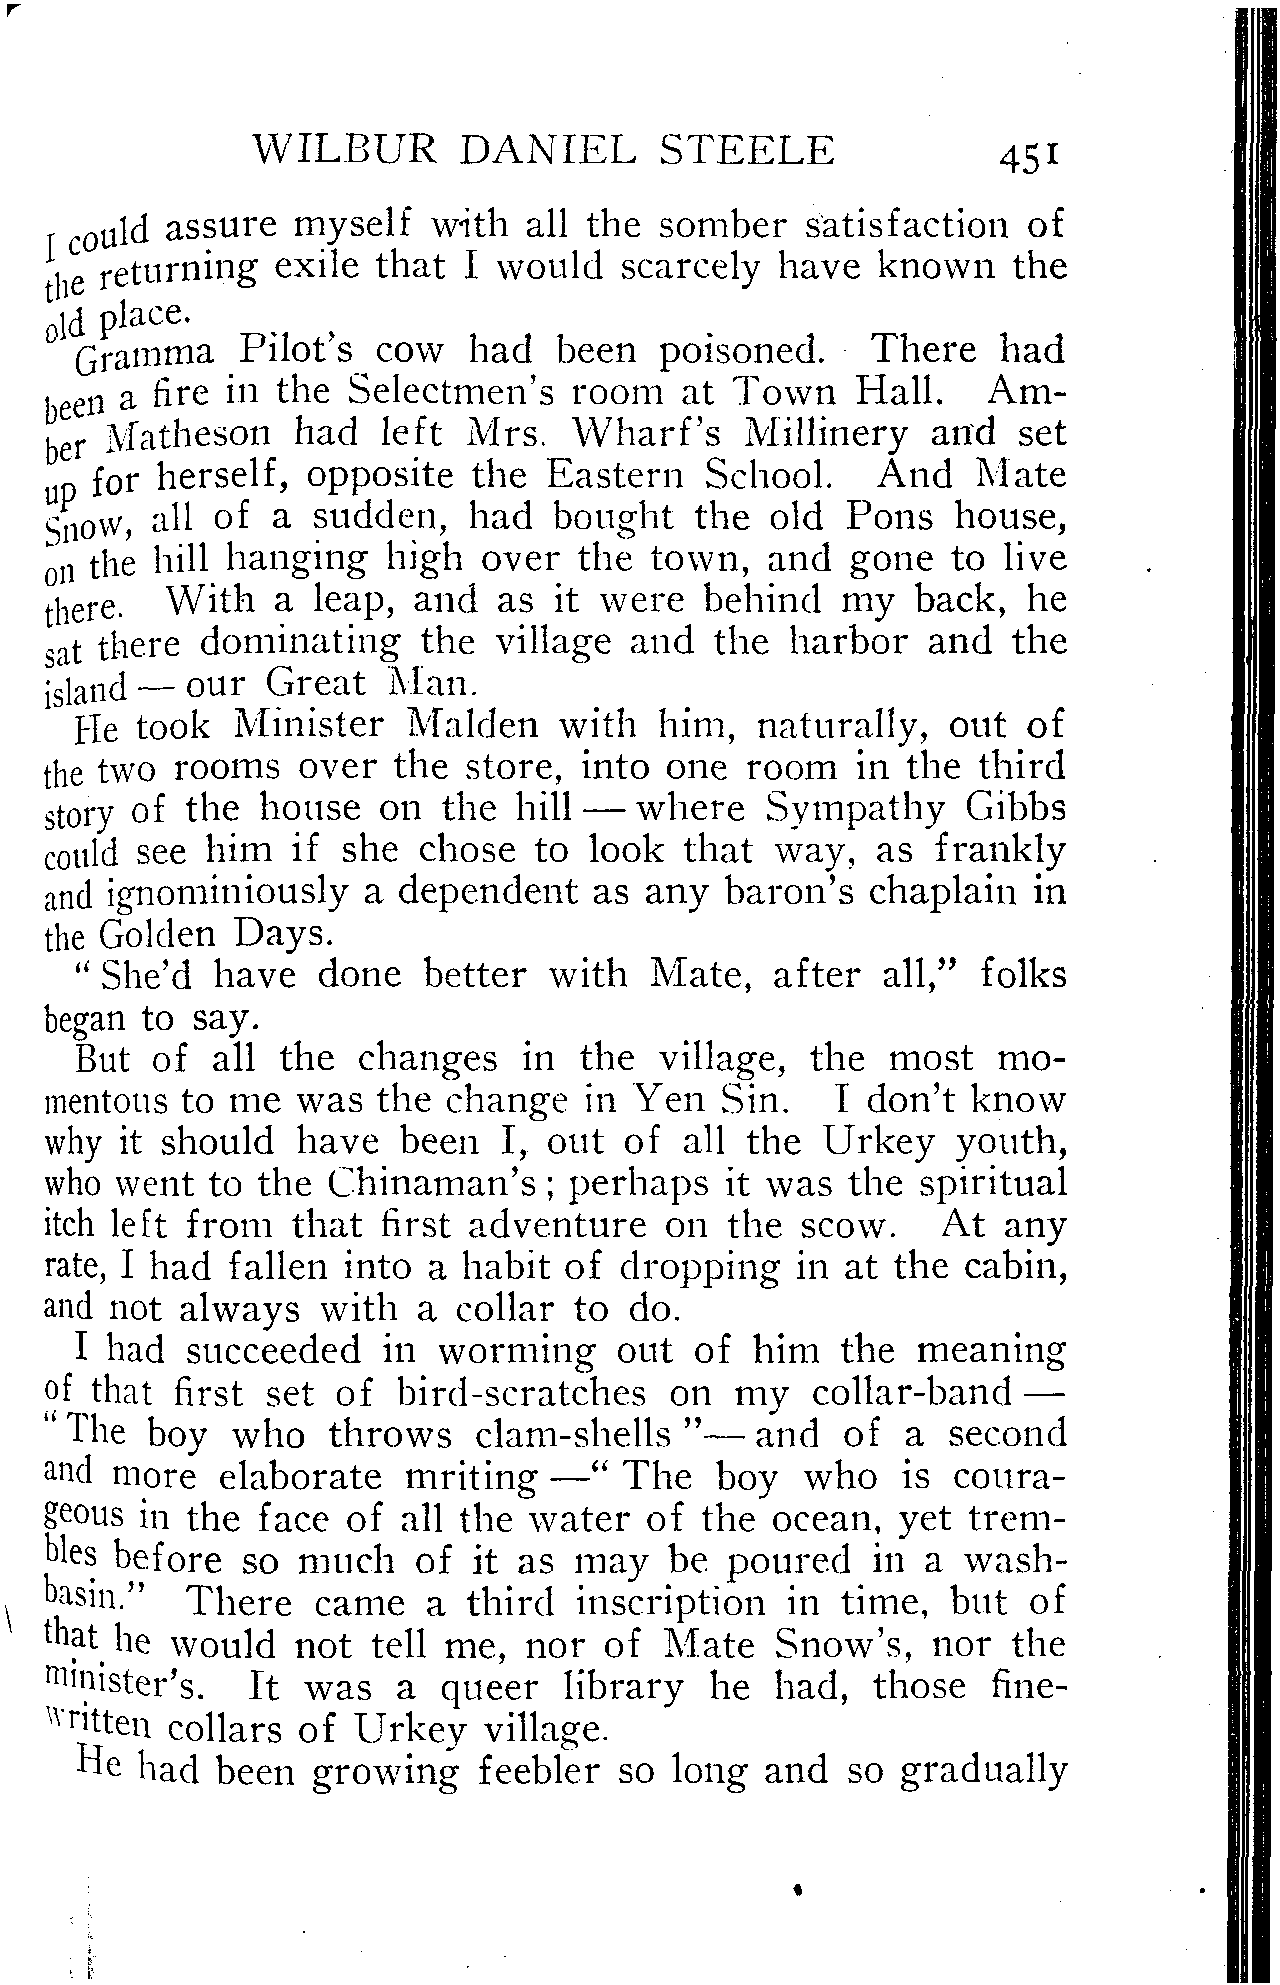 WILBUR DANIEL STEELE 451
I could assure myself with all the somber satisfaction of
the returning exile that I would scarcely have known the
old place.
Gramma Pilot's cow had been poisoned. There had
been a fire in the Selectmen's room at Town Hall. Am-
ber Matheson had left Mrs. Wharf's Millinery and set
up for herself, opposite the Eastern School. And Mate
Snow, all of a sudden, had bought the old Pons house,
on the hill hanging high over the town, and gone to live
there. With a leap, and as it were behind my back, he
sat there dominating the village and the harbor and the
island — our Great Man.
He took Minister Malden with him, naturally, out of
the two rooms over the store, into one room in the third
story of the house on the hill — where Sympathy Gibbs
could see him if she chose to look that way, as frankly
and ignominiously a dependent as any baron's chaplain in
the Golden Days.
" She'd have done better with Mate, after all," folks
began to say.
But of all the changes in the village, the most mo-
mentous to me was the change in Yen Sin. I don't know
why it should have been I, out of all the Urkey youth,
who went to the Chinaman's ; perhaps it was the spiritual
itch left from that first adventure on the scow. At any
rate, I had fallen into a habit of dropping in at the cabin,
and not always with a collar to do.
I had succeeded in worming out of him the meaning
of that first set of bird-scratches on my collar-band —
" The boy who throws clam-shells "— and of a second
and more elaborate mriting —" The boy who is coura-
geous in the face of all the water of the ocean, yet trem-
bles before so much of it as may be poured in a wash-
basin." There came a third inscription in time, but of
that he would not tell me, nor of Mate Snow's, nor the
minister's. It was a queer library he had, those fine-
written collars of Urkey village.
He had been growing feebler so long and so gradually